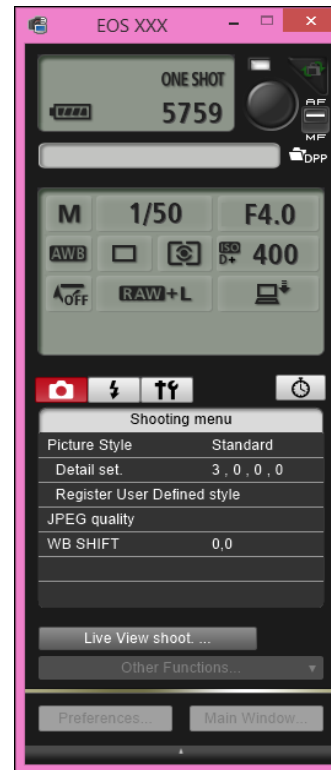 EOS XXX
ONE SHOT
5759
AF
MF
DPP
M 1/50 F4.0
AWB ISO D+ 400
OFF RAW+L
Shooting menu
Picture Style Standard
Detail set. 3 , 0 , 0 , 0
Register User Defined style
JPEG quality
WB SHIFT 0,0
Live View shoot. ...
Other Functions...
Preferences... Main Window...